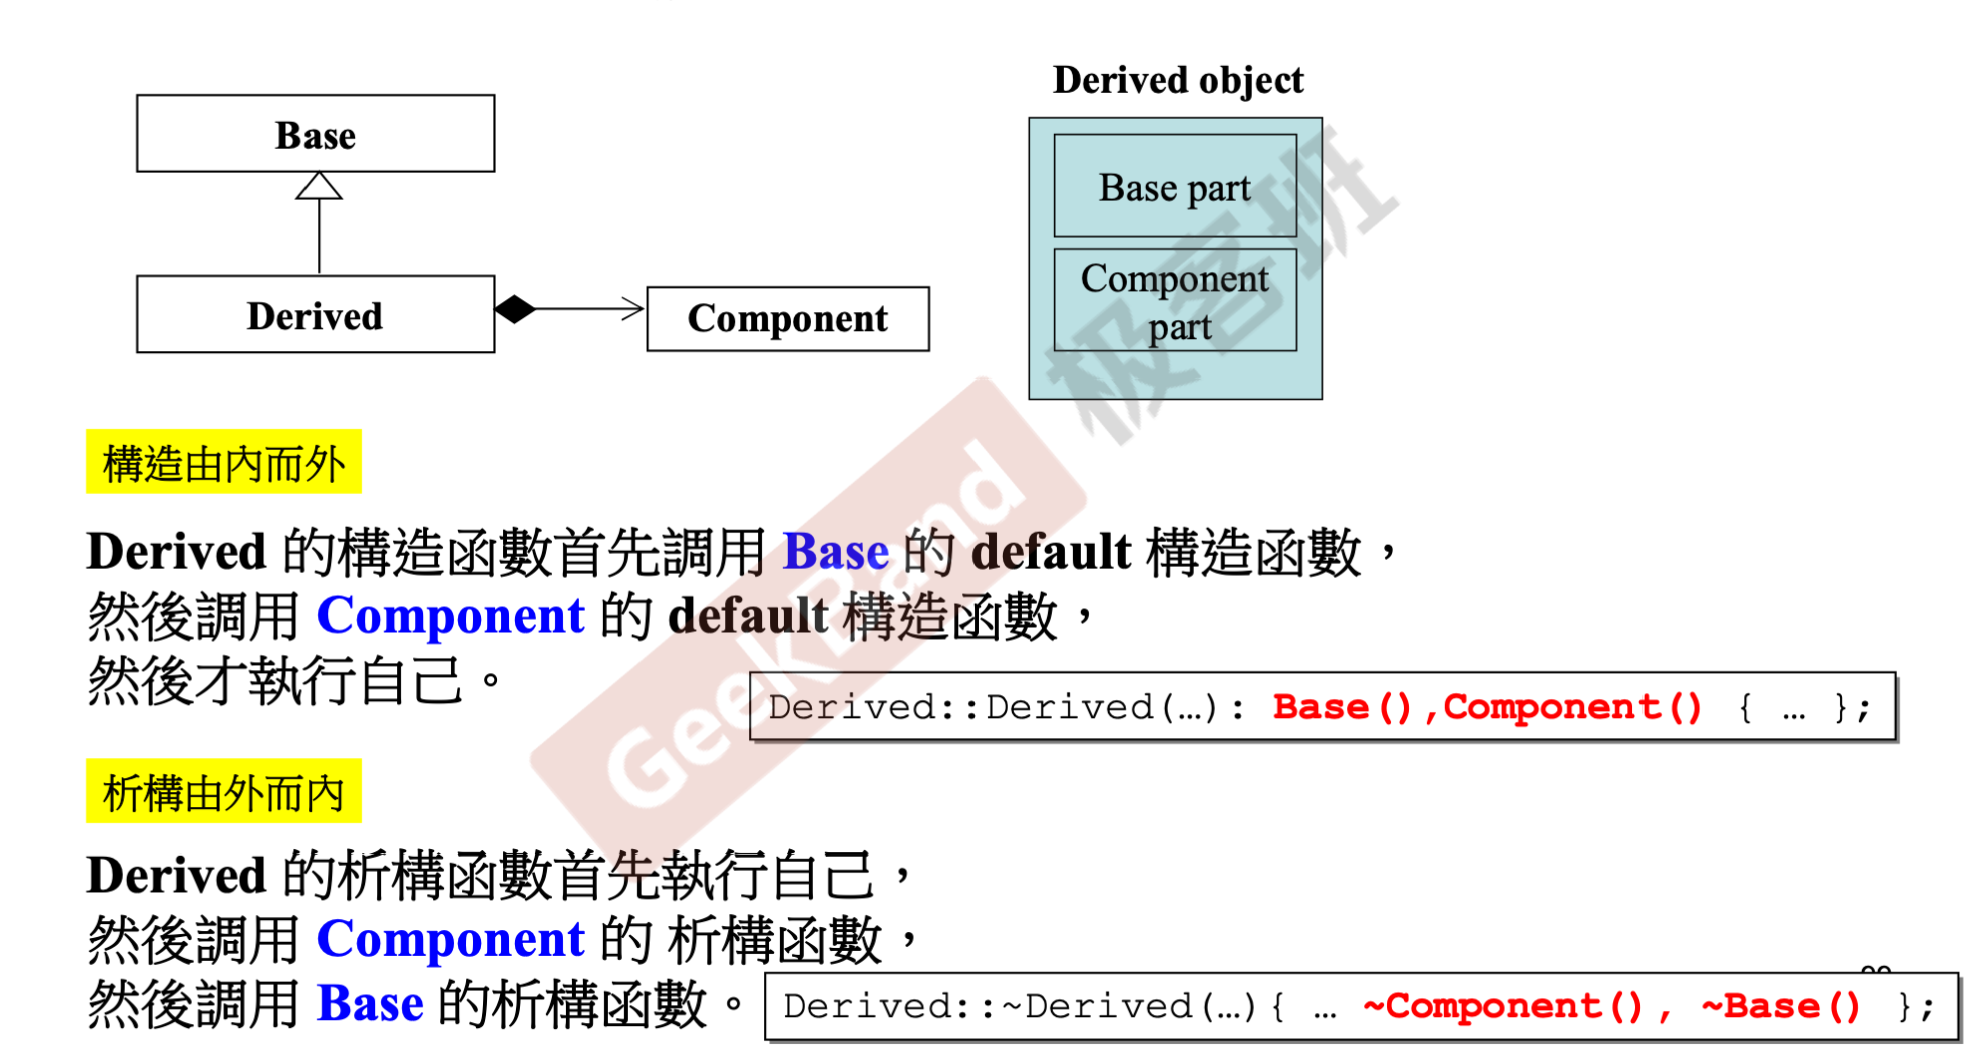 Derived object
Base
Base part
Component
part
Derived
Component
構造由內而外
Derived 的構造函數首先調用 Base 的 default 構造函數，
然後調用 Component 的 default 構造函數，
然後才執行自己。
Derived::Derived(…): Base(),Component() { … };
析構由外而內
Derived 的析構函數首先執行自己，
然後調用 Component 的 析構函數，
然後調用 Base 的析構函數。
Derived::~Derived(…){ … ~Component(), ~Base() };
GeekBand 极客班